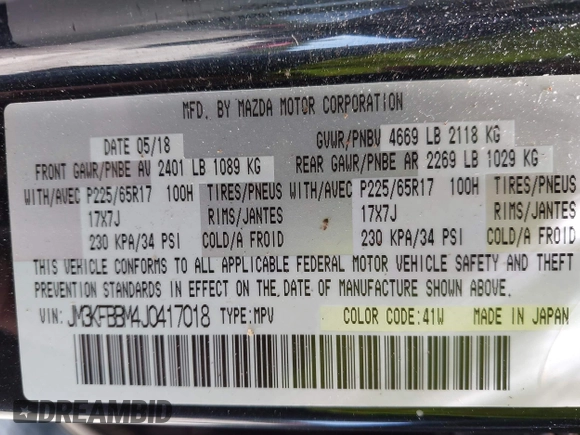 MFD. BY MAZDA MOTOR CORPORATION
DATE 05/18 GVWR/PNBV 4669 LB 2118 KG
FRONT GAWR/PNBE AV 2401 LB 1089 KG REAR GAWR/PNBE AR 2269 LB 1029 KG
WITH/AVEC P225/65R17 100H TIRES/PNEUS WITH/AVEC P225/65R17 100H TIRES/PNEUS
17X7J RIMS/JANTES 17X7J RIMS/JANTES
230 KPA/34 PSI COLD/A FROID 230 KPA/34 PSI COLD/A FROID
THIS VEHICLE CONFORMS TO ALL APPLICABLE FEDERAL MOTOR VEHICLE SAFETY AND THEFT
PREVENTION STANDARDS IN EFFECT ON THE DATE OF MANUFACTURE SHOWN ABOVE.
VIN: JM3KFBBM4J0417018 TYPE: MPV COLOR CODE: 41W MADE IN JAPAN
DREAMBID